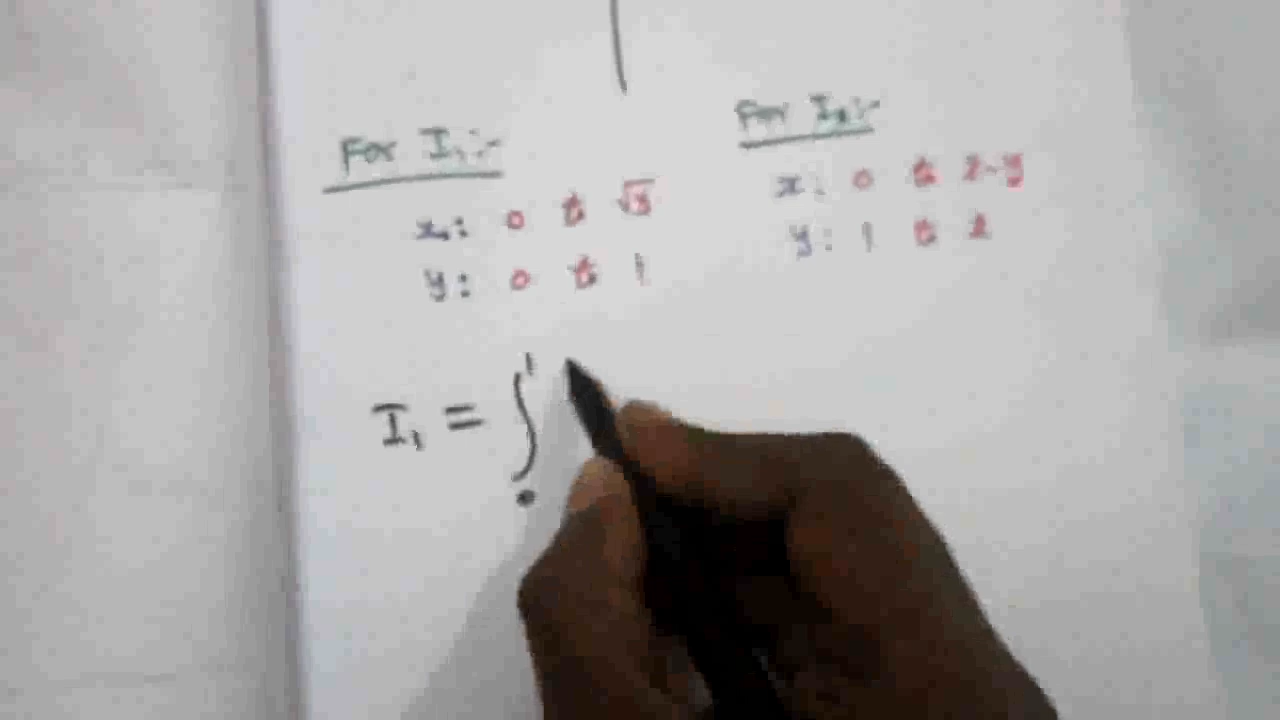 For I₁:-
x: 0 to √y
y: 0 to 1
For I₂:-
x: 0 to 2-y
y: 1 to 2
I₁ = ∫₀¹